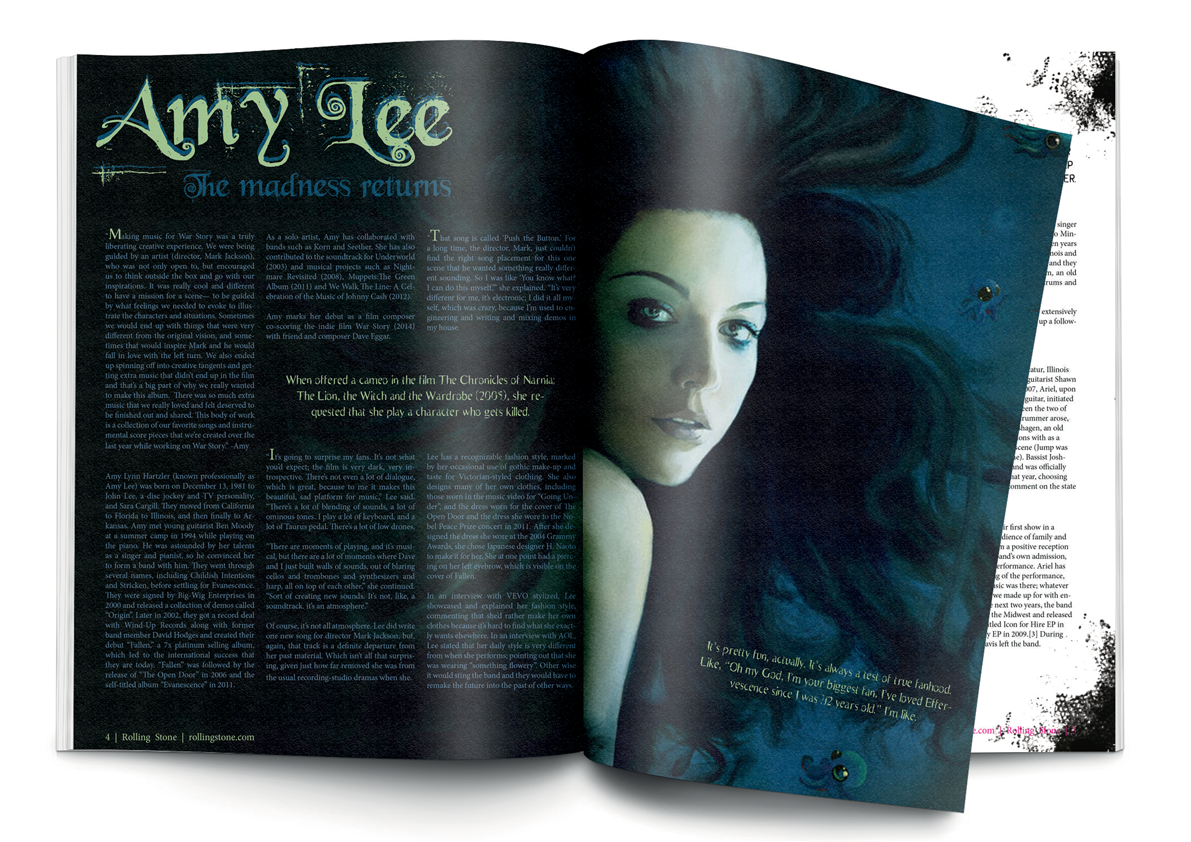 Amy Lee
The madness returns
"Making music for War Story was a truly
liberating creative experience. We were being
guided by an artist (director, Mark Jackson),
who was not only open to, but encouraged
us to think outside the box and go with our
inspirations. It was really cool and different
to have a mission for a scene— to be guided
by what feelings we needed to evoke to illus-
trate the characters and situations. Sometimes
we would end up with things that were very
different from the original vision, and some-
times that would inspire Mark and he would
fall in love with the left turn. We also ended
up spinning off into creative tangents and get-
ting extra music that didn't end up in the film
and that's a big part of why we really wanted
to make this album. There was so much extra
music that we really loved and felt deserved to
be finished out and shared. This body of work
is a collection of our favorite songs and instru-
mental score pieces that we're created over the
last year while working on War Story." -Amy
Amy Lynn Hartzler (known professionally as
Amy Lee) was born on December 13, 1981 to
John Lee, a disc jockey and TV personality,
and Sara Cargill. They moved from California
to Florida to Illinois, and then finally to Ar-
kansas. Amy met young guitarist Ben Moody
at a summer camp in 1994 while playing on
the piano. He was astounded by her talents
as a singer and pianist, so he convinced her
to form a band with him. They went through
several names, including Childish Intentions
and Stricken, before settling for Evanescence.
They were signed by Big-Wig Enterprises in
2000 and released a collection of demos called
"Origin". Later in 2002, they got a record deal
with Wind-Up Records along with former
band member David Hodges and created their
debut "Fallen," a 7x platinum selling album,
which led to the international success that
they are today. "Fallen" was followed by the
release of "The Open Door" in 2006 and the
self-titled album "Evanescence" in 2011.
As a solo artist, Amy has collaborated with
bands such as Korn and Seether. She has also
contributed to the soundtrack for Underworld
(2003) and musical projects such as Night-
mare Revisited (2008), Muppets:The Green
Album (2011) and We Walk The Line: A Cel-
ebration of the Music of Johnny Cash (2012).
Amy marks her debut as a film composer
co-scoring the indie film War Story (2014)
with friend and composer Dave Eggar.
"That song is called 'Push the Button.' For
a long time, the director, Mark, just couldn't
find the right song placement for this one
scene that he wanted something really differ-
ent sounding. So I was like 'You know what?
I can do this myself,'" she explained. "It's very
different for me, it's electronic; I did it all my-
self, which was crazy, because I'm used to en-
gineering and writing and mixing demos in
my house.
When offered a cameo in the film The Chronicles of Narnia:
The Lion, the Witch and the Wardrobe (2005), she re-
quested that she play a character who gets killed.
"It's going to surprise my fans. It's not what
you'd expect; the film is very dark, very in-
trospective. There's not even a lot of dialogue,
which is great, because to me it makes this
beautiful, sad platform for music," Lee said.
"There's a lot of blending of sounds, a lot of
ominous tones. I play a lot of keyboard, and a
lot of Taurus pedal. There's a lot of low drones.
"There are moments of playing, and it's musi-
cal, but there are a lot of moments where Dave
and I just built walls of sounds, out of blaring
cellos and trombones and synthesizers and
harp, all on top of each other," she continued.
"Sort of creating new sounds. It's not, like, a
soundtrack, it's an atmosphere."
Of course, it's not all atmosphere. Lee did write
one new song for director Mark Jackson, but,
again, that track is a definite departure from
her past material. Which isn't all that surpris-
ing, given just how far removed she was from
the usual recording-studio dramas when she.
Lee has a recognizable fashion style, marked
by her occasional use of gothic make-up and
taste for Victorian-styled clothing. She also
designs many of her own clothes, including
those worn in the music video for "Going Un-
der", and the dress worn for the cover of The
Open Door and the dress she wore to the No-
bel Peace Prize concert in 2011. After she de-
signed the dress she wore at the 2004 Grammy
Awards, she chose Japanese designer H. Naoto
to make it for her. She at one point had a pierc-
ing on her left eyebrow, which is visible on the
cover of Fallen.
In an interview with VEVO stylized, Lee
showcased and explained her fashion style,
commenting that she'd rather make her own
clothes because it's hard to find what she exact-
ly wants elsewhere. In an interview with AOL,
Lee stated that her daily style is very different
from when she performs; pointing out that she
was wearing "something flowery". Other wise
it would sting the band and they would have to
remake the future into the past of other ways.
4 | Rolling Stone | rollingstone.com
It's pretty fun, actually. It's always a test of true fanhood.
Like, "Oh my God, I'm your biggest fan, I've loved Effer-
vescence since I was 12 years old." I'm like.
singer
to Min-
en years
nois and
and they
n, an old
rums and
extensively
up a follow-
atur, Illinois
guitarist Shawn
007, Ariel, upon
guitar, initiated
een the two of
rummer arose,
shagen, an old
ons with as a
scene (Jump was
ne). Bassist Josh-
and was officially
hat year, choosing
omment on the state
ir first show in a
dience of family and
m a positive reception
and's own admission,
erformance. Ariel has
g of the performance,
sic was there; whatever
we made up for with en-
next two years, the band
the Midwest and released
tled Icon for Hire EP in
y EP in 2009.[3] During
avis left the band.
e.com | Rolling Stone